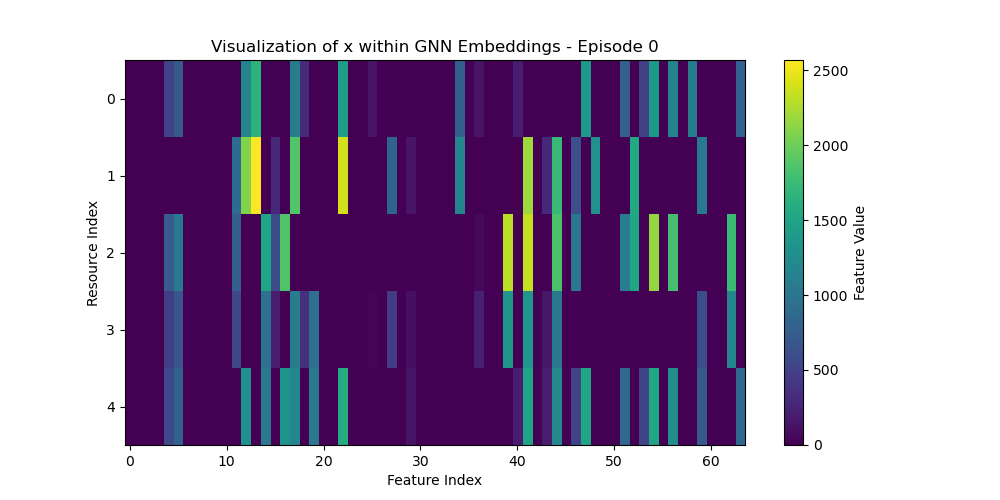 Visualization of x within GNN Embeddings - Episode 0
Resource Index
0
1
2
3
4
0 10 20 30 40 50 60
Feature Index
2500
2000
1500
1000
500
0
Feature Value